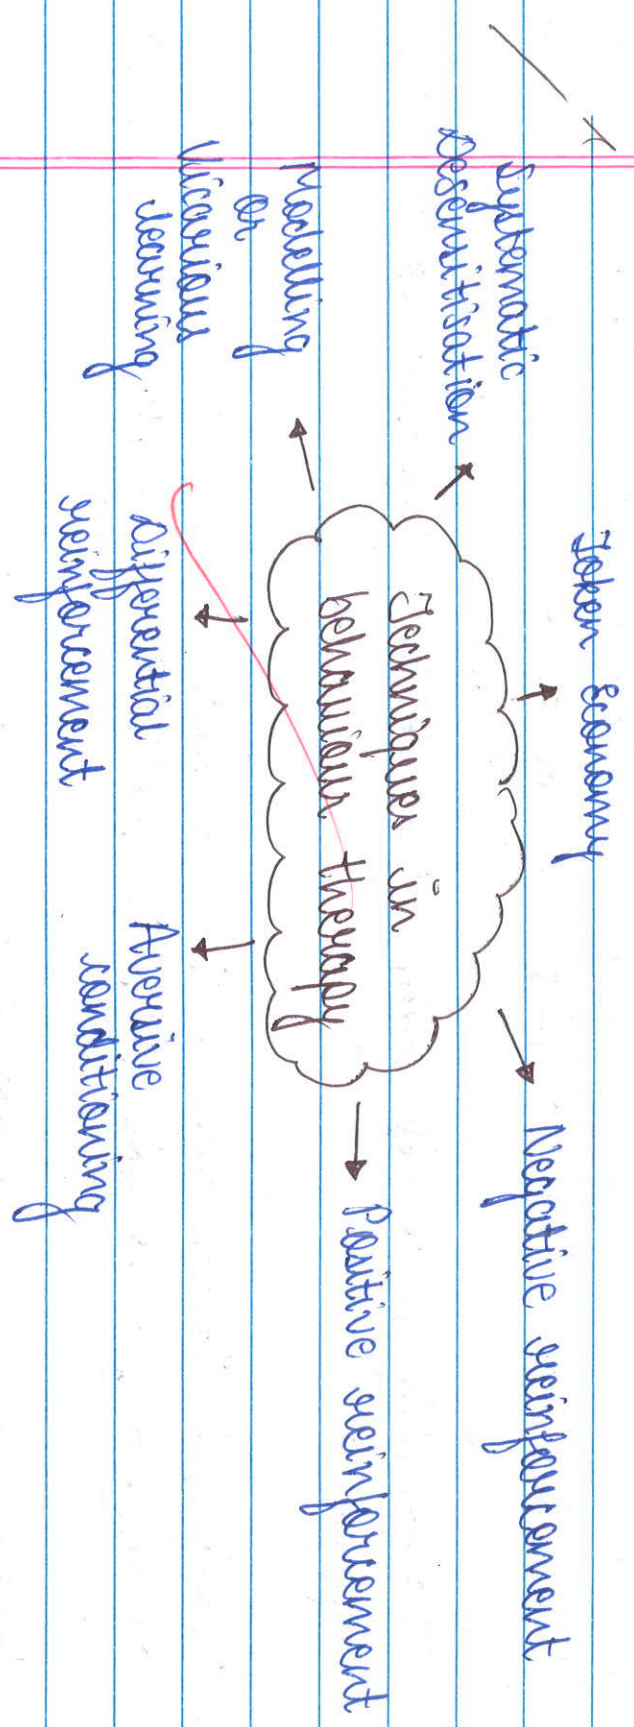 Token Economy
Systematic
Desensitisation
Negative reinforcement
Techniques in
behaviour therapy
Modelling
or
Vicarious
learning
Positive reinforcement
Differential
reinforcement
Aversive
conditioning